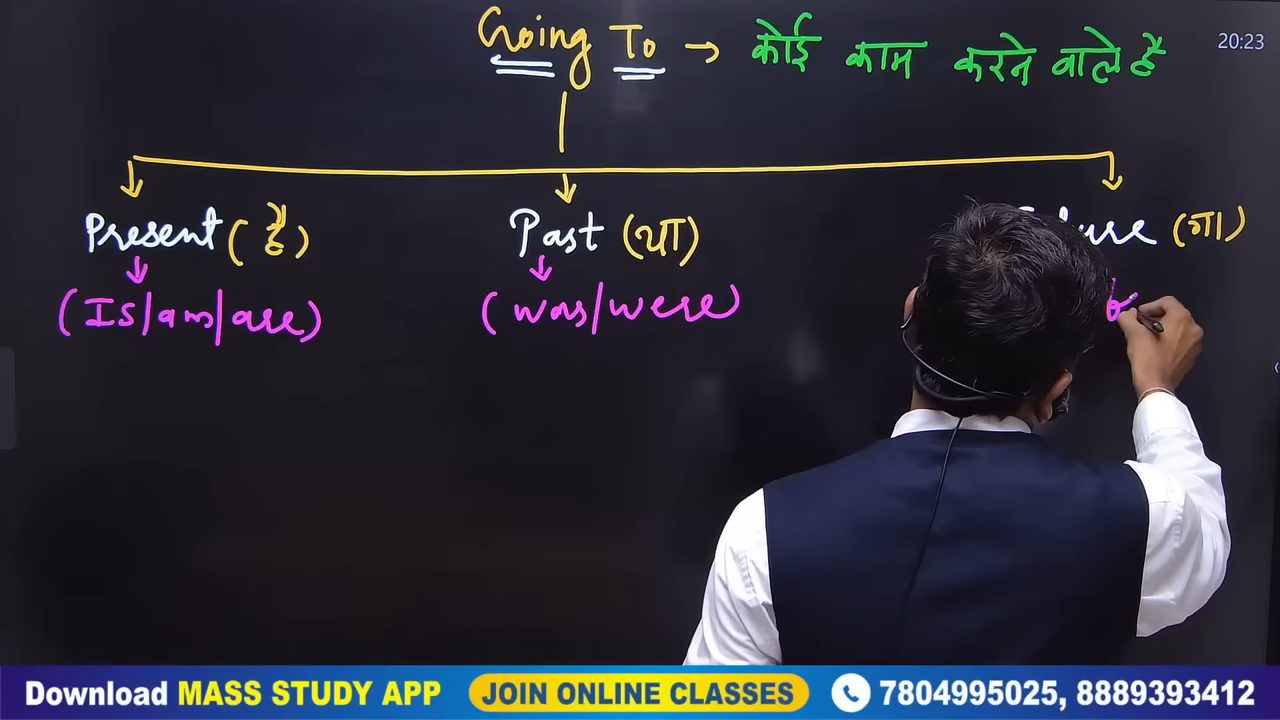 Going To → कोई काम करने वाले है
20:23
Present (है)
Past (था)
(गा)
(Is/am/are)
(was/were)
Download MASS STUDY APP
JOIN ONLINE CLASSES
7804995025, 8889393412